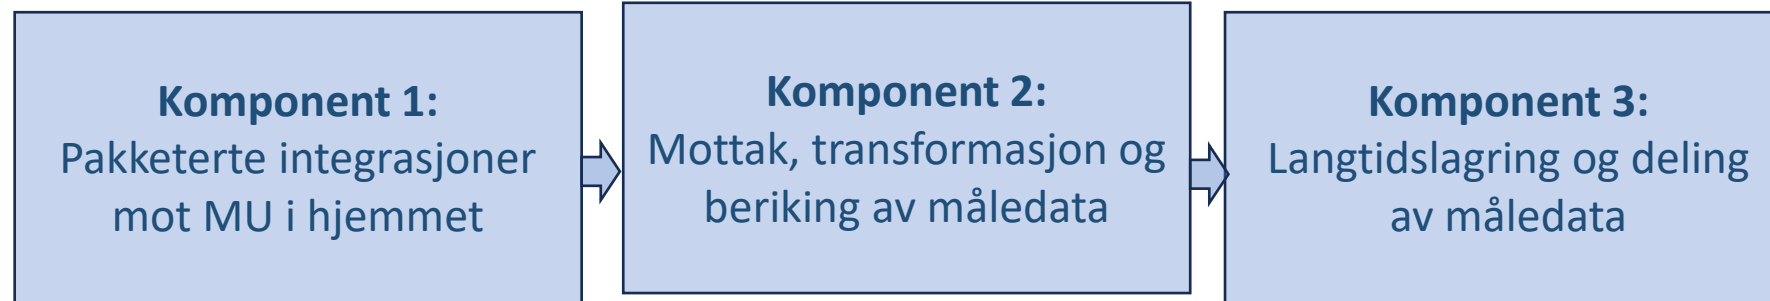 Komponent 1:
Pakketerte integrasjoner
mot MU i hjemmet
Komponent 2:
Mottak, transformasjon og
beriking av måledata
Komponent 3:
Langtidslagring og deling
av måledata